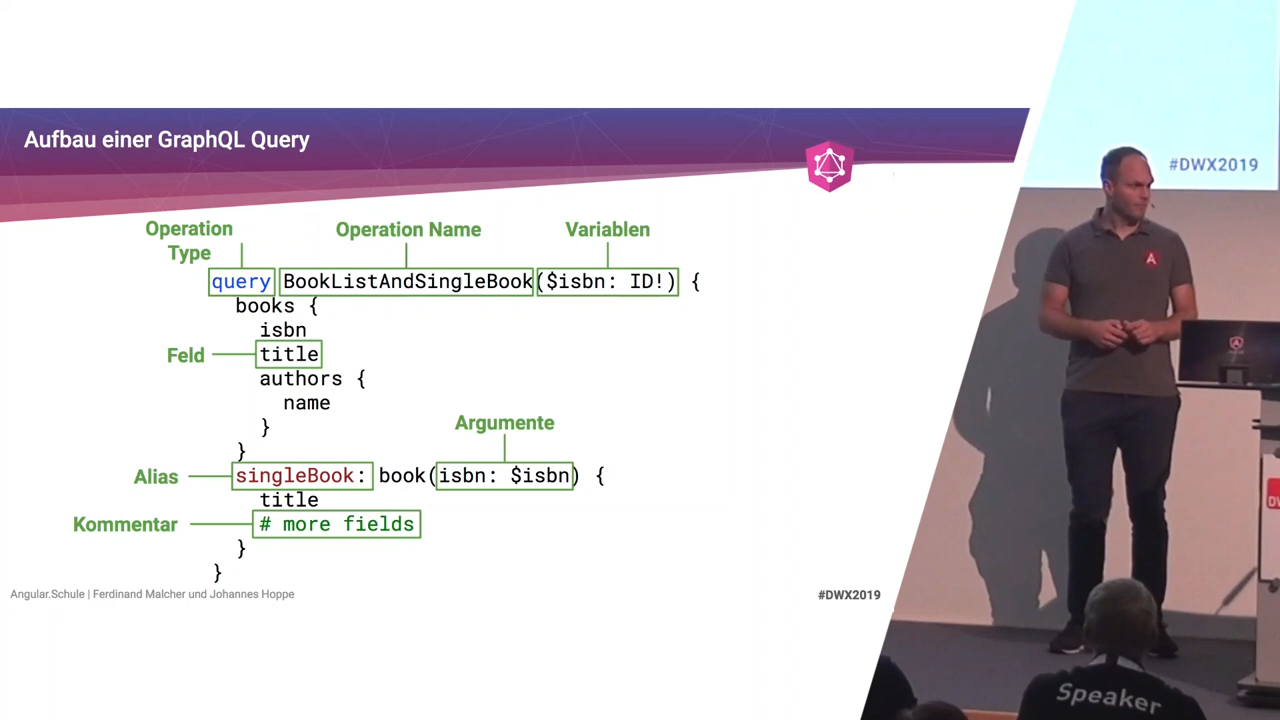 Aufbau einer GraphQL Query
#DWX2019
Operation
Type
Operation Name
Variablen
query BookListAndSingleBook($isbn: ID!) {
books {
isbn
Feld
title
authors {
name
}
Argumente
}
Alias
singleBook: book(isbn: $isbn) {
title
Kommentar
# more fields
}
}
Angular.Schule | Ferdinand Malcher und Johannes Hoppe
#DWX2019
A
Speaker